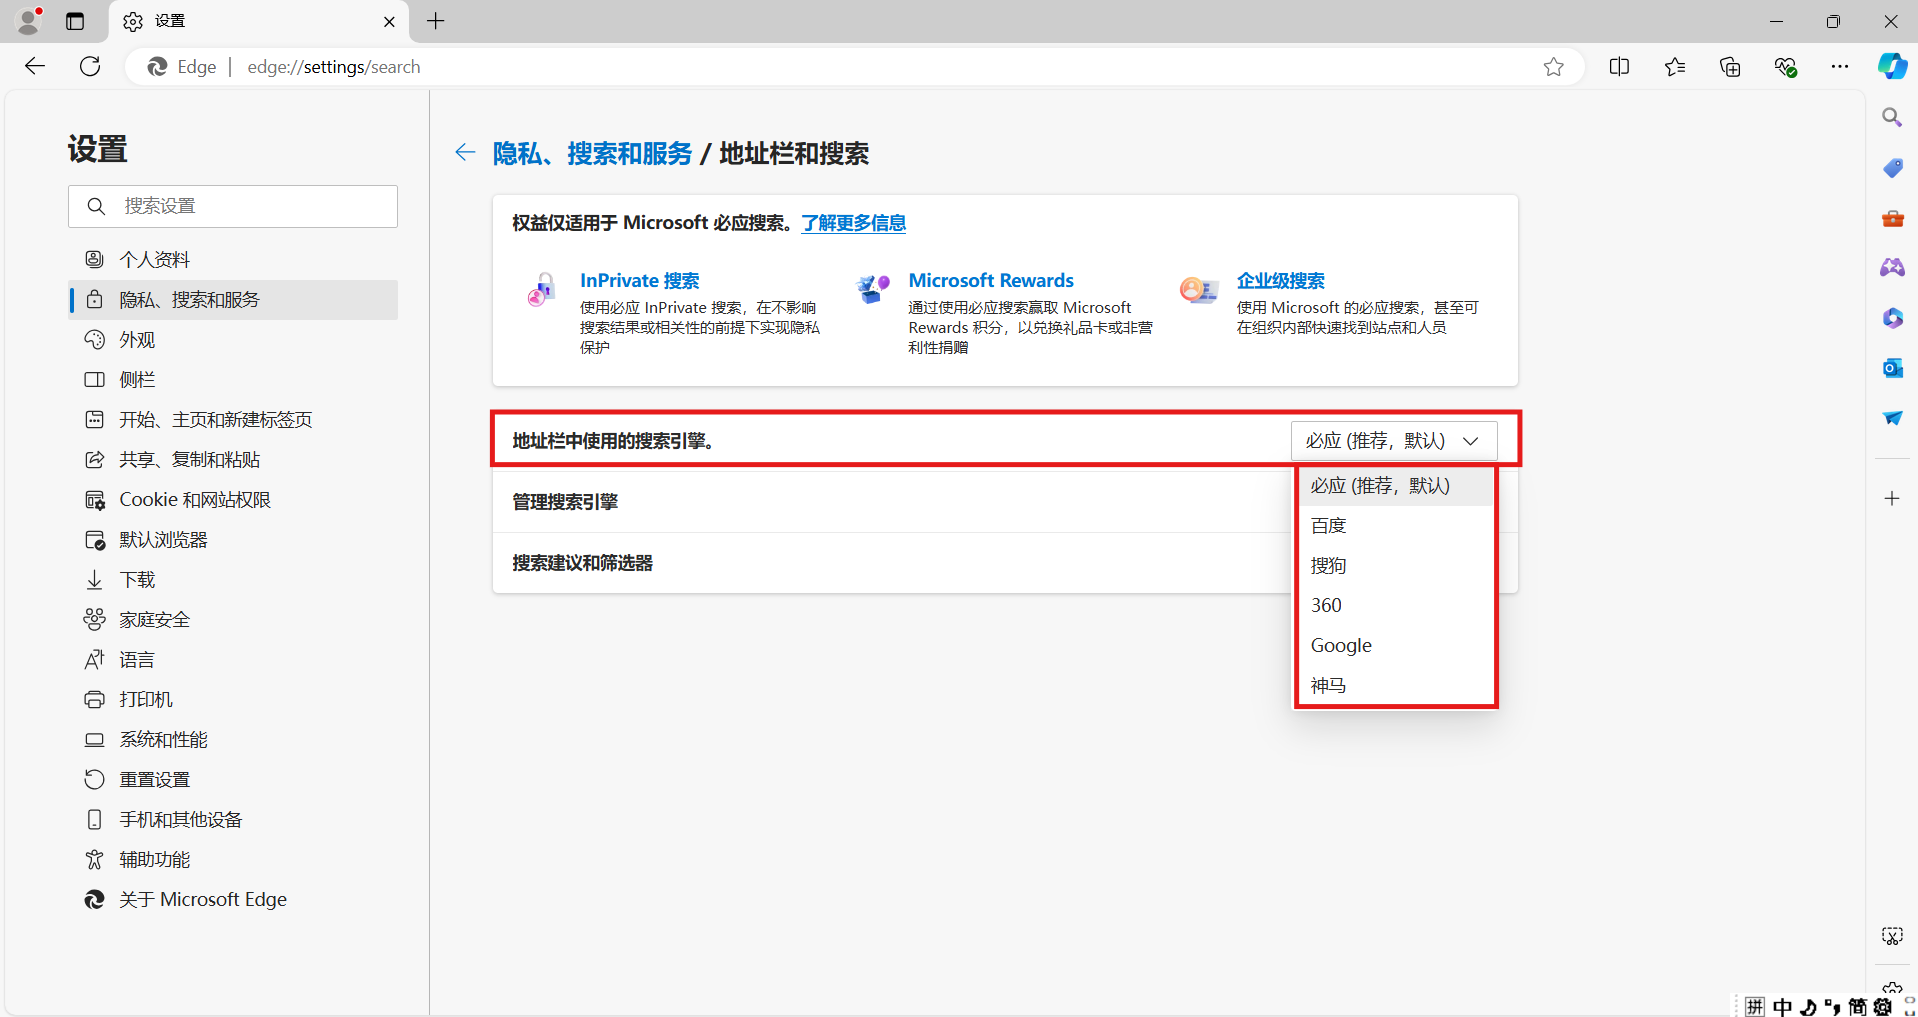 设置
Edge
edge://settings/search
设置
搜索设置
个人资料
隐私、搜索和服务
外观
侧栏
开始、主页和新建标签页
共享、复制和粘贴
Cookie 和网站权限
默认浏览器
下载
家庭安全
语言
打印机
系统和性能
重置设置
手机和其他设备
辅助功能
关于 Microsoft Edge
隐私、搜索和服务 / 地址栏和搜索
权益仅适用于 Microsoft 必应搜索。了解更多信息
InPrivate 搜索
使用必应 InPrivate 搜索，在不影响
搜索结果或相关性的前提下实现隐私
保护
Microsoft Rewards
通过使用必应搜索赢取 Microsoft
Rewards 积分，以兑换礼品卡或非营
利性捐赠
企业级搜索
使用 Microsoft 的必应搜索，甚至可
在组织内部快速找到站点和人员
地址栏中使用的搜索引擎。
必应 (推荐，默认)
管理搜索引擎
搜索建议和筛选器
必应 (推荐，默认)
百度
搜狗
360
Google
神马
拼 中 简